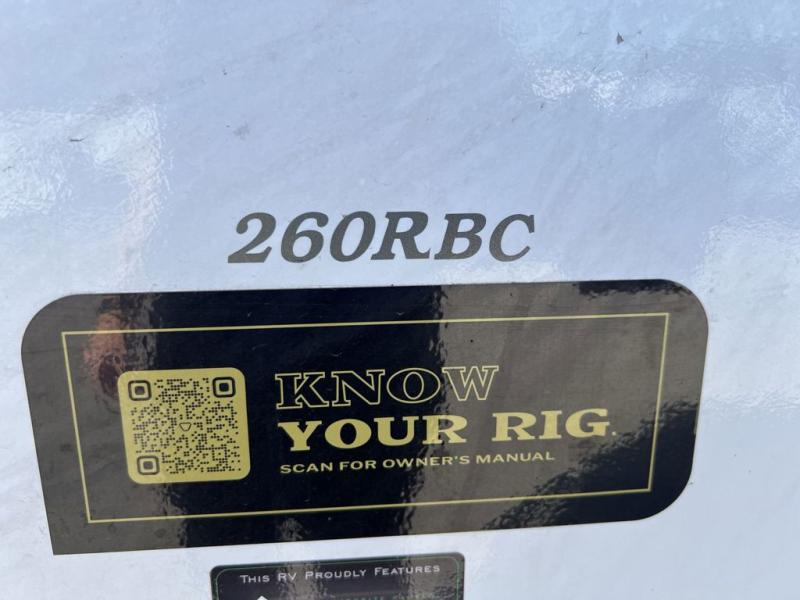 260RBC
KNOW
YOUR RIG.
SCAN FOR OWNER'S MANUAL
THIS RV PROUDLY FEATURES